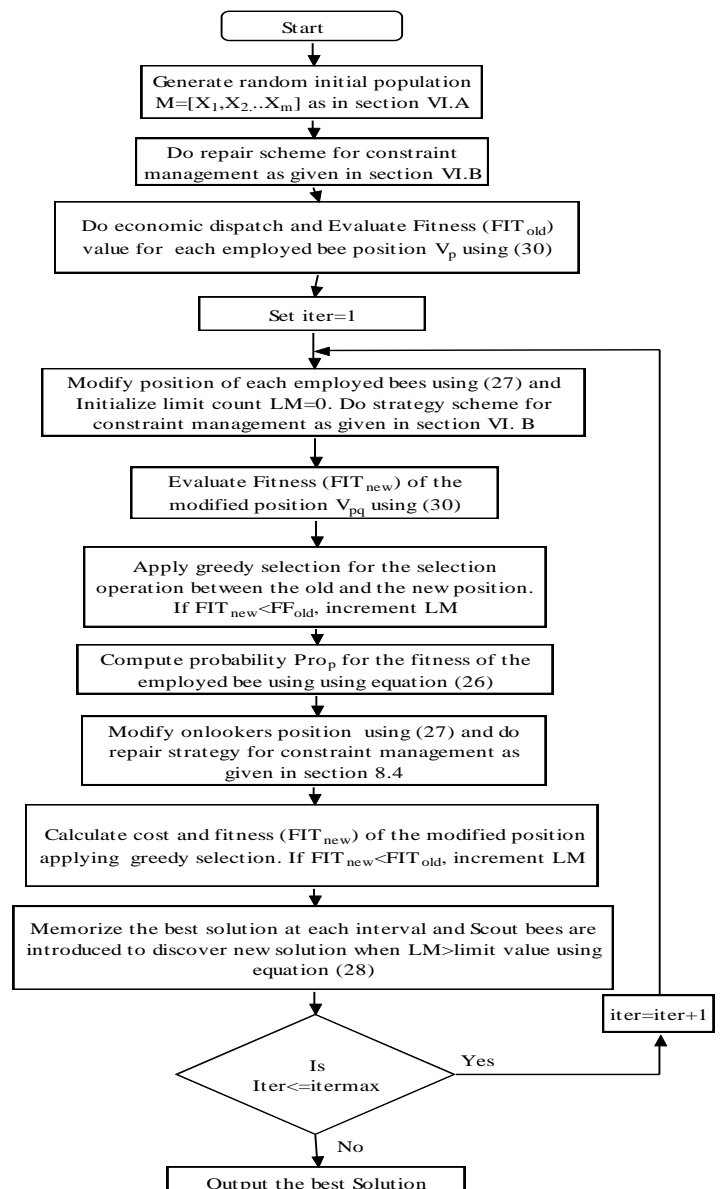 Start
Generate random initial population
M=[X1,X2...Xm] as in section VI.A
Do repair scheme for constraint
management as given in section VI.B
Do economic dispatch and Evaluate Fitness (FITold)
value for each employed bee position Vp using (30)
Set iter=1
Modify position of each employed bees using (27) and
Initialize limit count LM=0. Do strategy scheme for
constraint management as given in section VI. B
Evaluate Fitness (FITnew) of the
modified position Vpq using (30)
Apply greedy selection for the selection
operation between the old and the new position.
If FITnew<FFold, increment LM
Compute probability Prop for the fitness of the
employed bee using using equation (26)
Modify onlookers position using (27) and do
repair strategy for constraint management as
given in section 8.4
Calculate cost and fitness (FITnew) of the modified position
applying greedy selection. If FITnew<FITold, increment LM
Memorize the best solution at each interval and Scout bees are
introduced to discover new solution when LM>limit value using
equation (28)
iter=iter+1
Is
Iter<=itermax
Yes
No
Output the best Solution